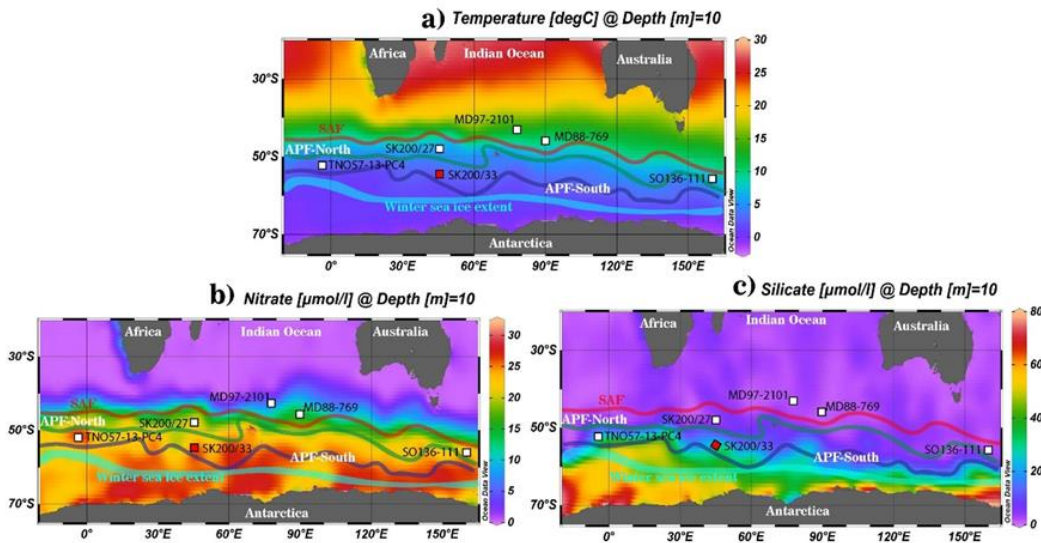 a) Temperature [degC] @ Depth [m]=10
Africa Indian Ocean Australia
30°S
50°S
70°S
SAF
APF-North
MD97-2101
MD88-769
SK200/27
TNO57-13-PC4
SK200/33
SO136-111
APF-South
Winter sea ice extent
Antarctica
0° 30°E 60°E 90°E 120°E 150°E
30
25
20
15
10
5
0
Ocean Data View
b) Nitrate [µmol/l] @ Depth [m]=10
Africa Indian Ocean Australia
30°S
50°S
70°S
SAF
APF-North
MD97-2101
MD88-769
SK200/27
TNO57-13-PC4
SK200/33
SO136-111
APF-South
Winter sea ice extent
Antarctica
0° 30°E 60°E 90°E 120°E 150°E
30
25
20
15
10
5
0
Ocean Data View
c) Silicate [µmol/l] @ Depth [m]=10
Africa Indian Ocean Australia
30°S
50°S
70°S
SAF
APF-North
MD97-2101
MD88-769
SK200/27
TNO57-13-PC4
SK200/33
SO136-111
APF-South
Winter sea ice extent
Antarctica
0° 30°E 60°E 90°E 120°E 150°E
80
60
40
20
0
Ocean Data View